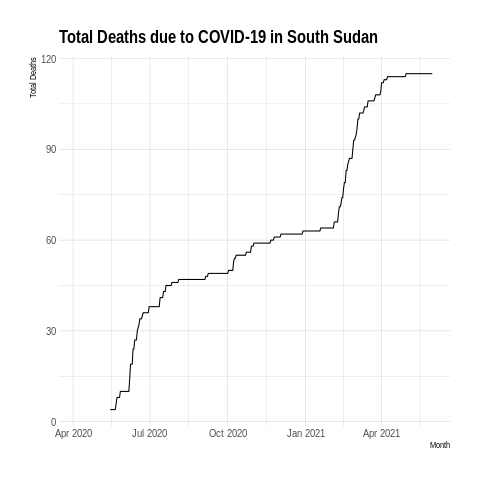 Total Deaths due to COVID-19 in South Sudan
Total Deaths
120
90
60
30
0
Apr 2020 Jul 2020 Oct 2020 Jan 2021 Apr 2021
Month